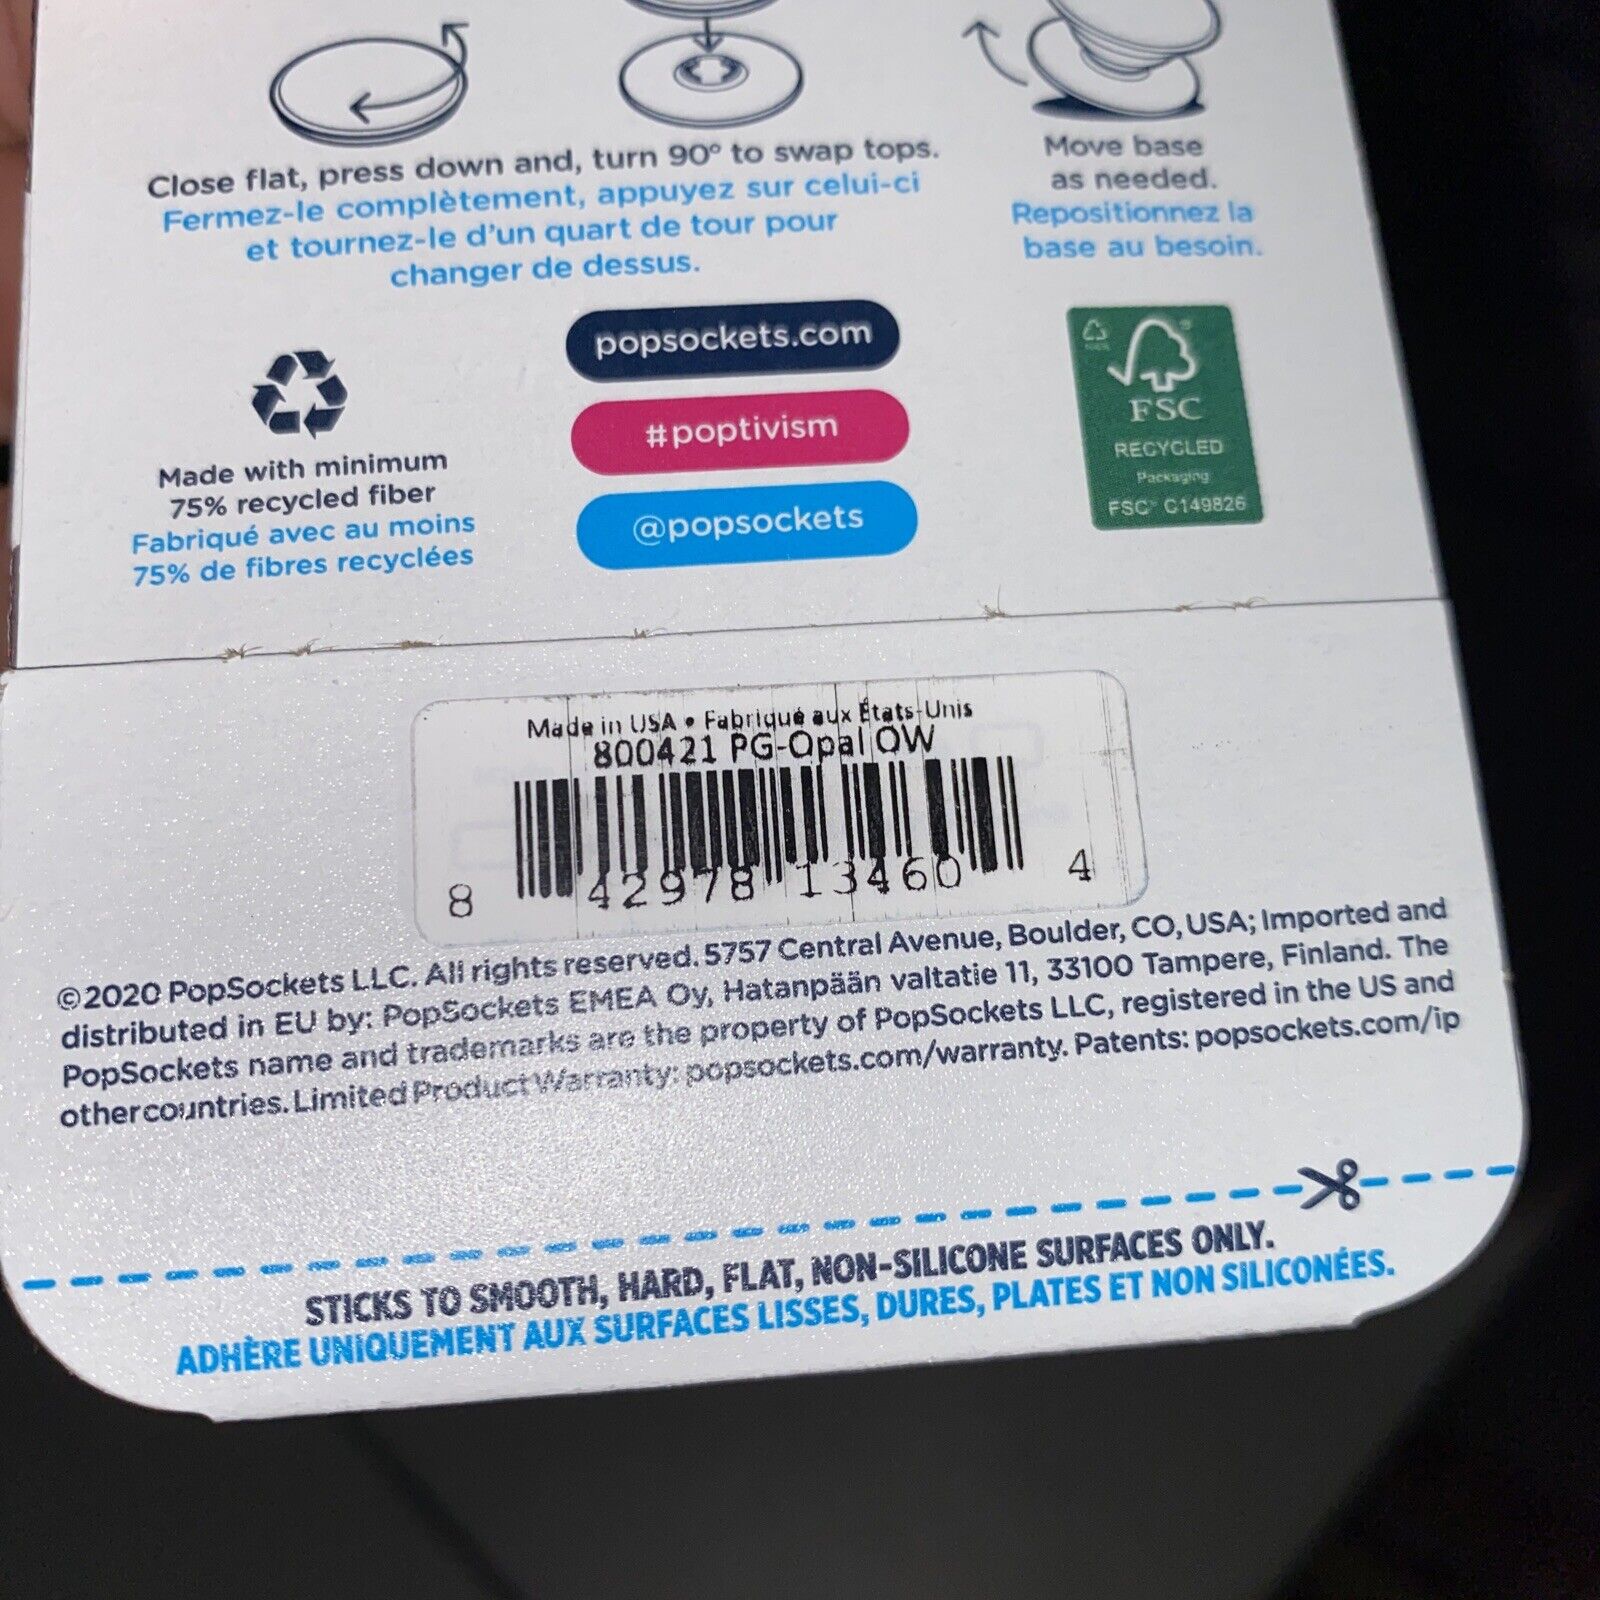 Close flat, press down and, turn 90° to swap tops.
Fermez-le complètement, appuyez sur celui-ci
et tournez-le d'un quart de tour pour
changer de dessus.
Move base
as needed.
Repositionnez la
base au besoin.
popsockets.com
#poptivism
@popsockets
Made with minimum
75% recycled fiber
Fabriqué avec au moins
75% de fibres recyclées
FSC
RECYCLED
Packaging
FSC® C149826
Made in USA • Fabriqué aux États-Unis
800421 PG-Opal OW
8 42978 13460 4
©2020 PopSockets LLC. All rights reserved. 5757 Central Avenue, Boulder, CO, USA; Imported and
distributed in EU by: PopSockets EMEA Oy, Hatanpään valtatie 11, 33100 Tampere, Finland. The
PopSockets name and trademarks are the property of PopSockets LLC, registered in the US and
other countries. Limited Product Warranty: popsockets.com/warranty. Patents: popsockets.com/ip
STICKS TO SMOOTH, HARD, FLAT, NON-SILICONE SURFACES ONLY.
ADHÈRE UNIQUEMENT AUX SURFACES LISSES, DURES, PLATES ET NON SILICONÉES.